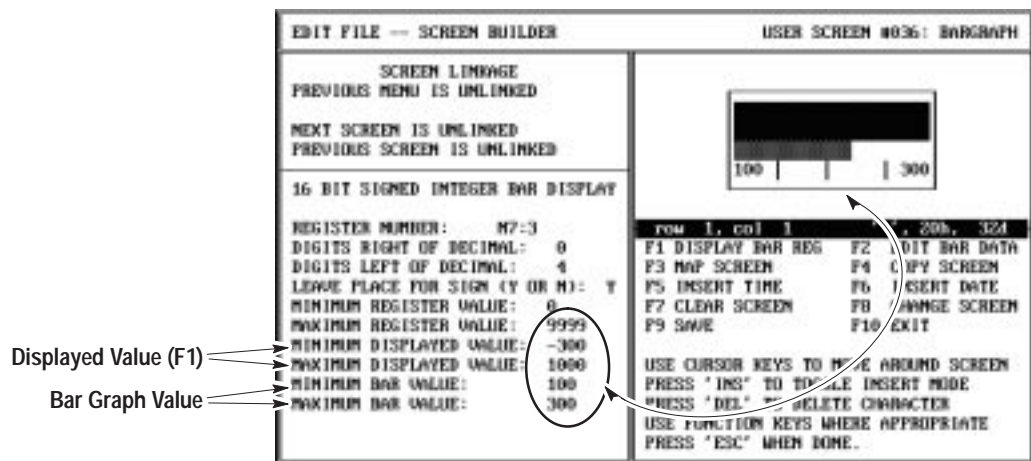 EDIT FILE -- SCREEN BUILDER
USER SCREEN #036: BARGRAPH
SCREEN LINKAGE
PREVIOUS MENU IS UNLINKED
NEXT SCREEN IS UNLINKED
PREVIOUS SCREEN IS UNLINKED
16 BIT SIGNED INTEGER BAR DISPLAY
REGISTER NUMBER: N7:3
DIGITS RIGHT OF DECIMAL: 0
DIGITS LEFT OF DECIMAL: 4
LEAVE PLACE FOR SIGN (Y OR N): Y
MINIMUM REGISTER VALUE: 0
MAXIMUM REGISTER VALUE: 9999
MINIMUM DISPLAYED VALUE: -300
MAXIMUM DISPLAYED VALUE: 1000
MINIMUM BAR VALUE: 100
MAXIMUM BAR VALUE: 300
Displayed Value (F1)
Bar Graph Value
100 300
row 1, col 1 " ", 20h, 32d
F1 DISPLAY BAR REG F2 EDIT BAR DATA
F3 MAP SCREEN F4 COPY SCREEN
F5 INSERT TIME F6 INSERT DATE
F7 CLEAR SCREEN F8 CHANGE SCREEN
F9 SAVE F10 EXIT
USE CURSOR KEYS TO MOVE AROUND SCREEN
PRESS "INS" TO TOGGLE INSERT MODE
PRESS "DEL" TO DELETE CHARACTER
USE FUNCTION KEYS WHERE APPROPRIATE
PRESS "ESC" WHEN DONE.